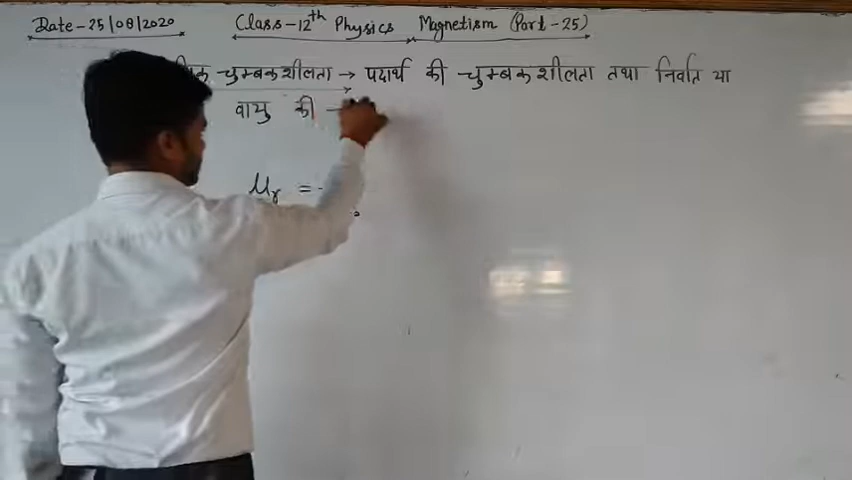 Date-25/08/2020
Class-12th Physics Magnetism (Part-25)
चुम्बकशीलता → पदार्थ की चुम्बकशीलता तथा निर्वात या
वायु की
μr =